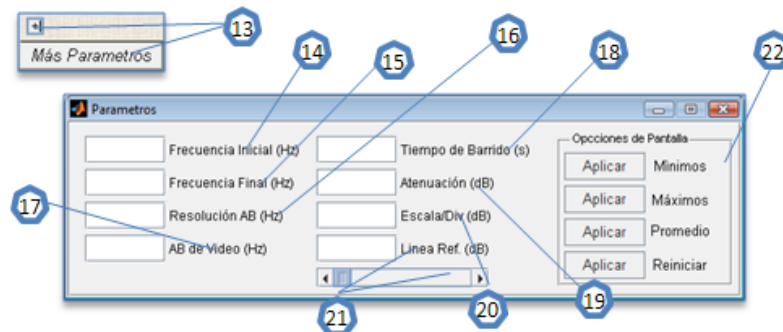 13
Más Parametros
14
15
16
18
22
Parametros
Frecuencia Inicial (Hz)
Frecuencia Final (Hz)
Resolución AB (Hz)
AB de Video (Hz)
Tiempo de Barrido (s)
Atenuación (dB)
Escala/Div (dB)
Linea Ref. (dB)
Opcciones de Pantalla
Aplicar Minimos
Aplicar Máximos
Aplicar Promedio
Aplicar Reiniciar
17
21
20
19